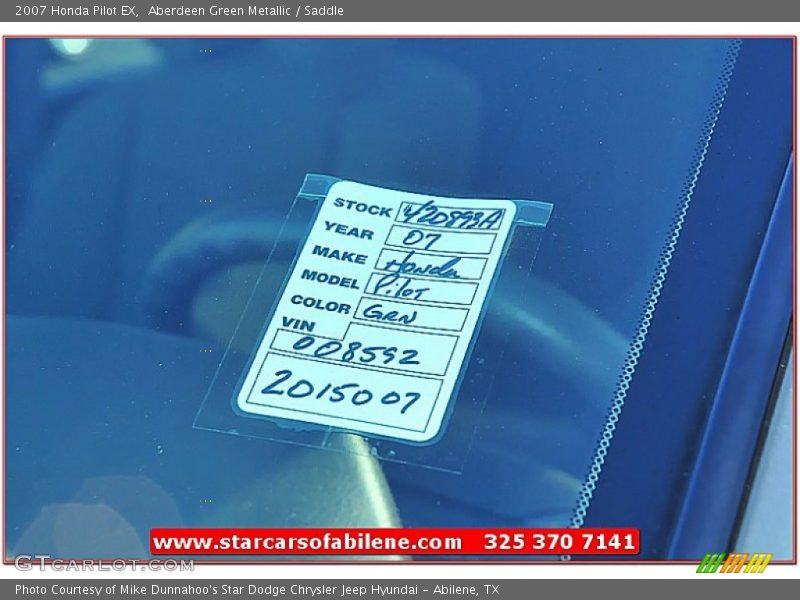 2007 Honda Pilot EX,  Aberdeen Green Metallic / Saddle
STOCK 420893A
YEAR 07
MAKE Honda
MODEL Pilot
COLOR GRN
VIN
008592
2015007
www.starcarsofabilene.com 325 370 7141
GTcarlot.com
Photo Courtesy of Mike Dunnahoo's Star Dodge Chrysler Jeep Hyundai - Abilene, TX